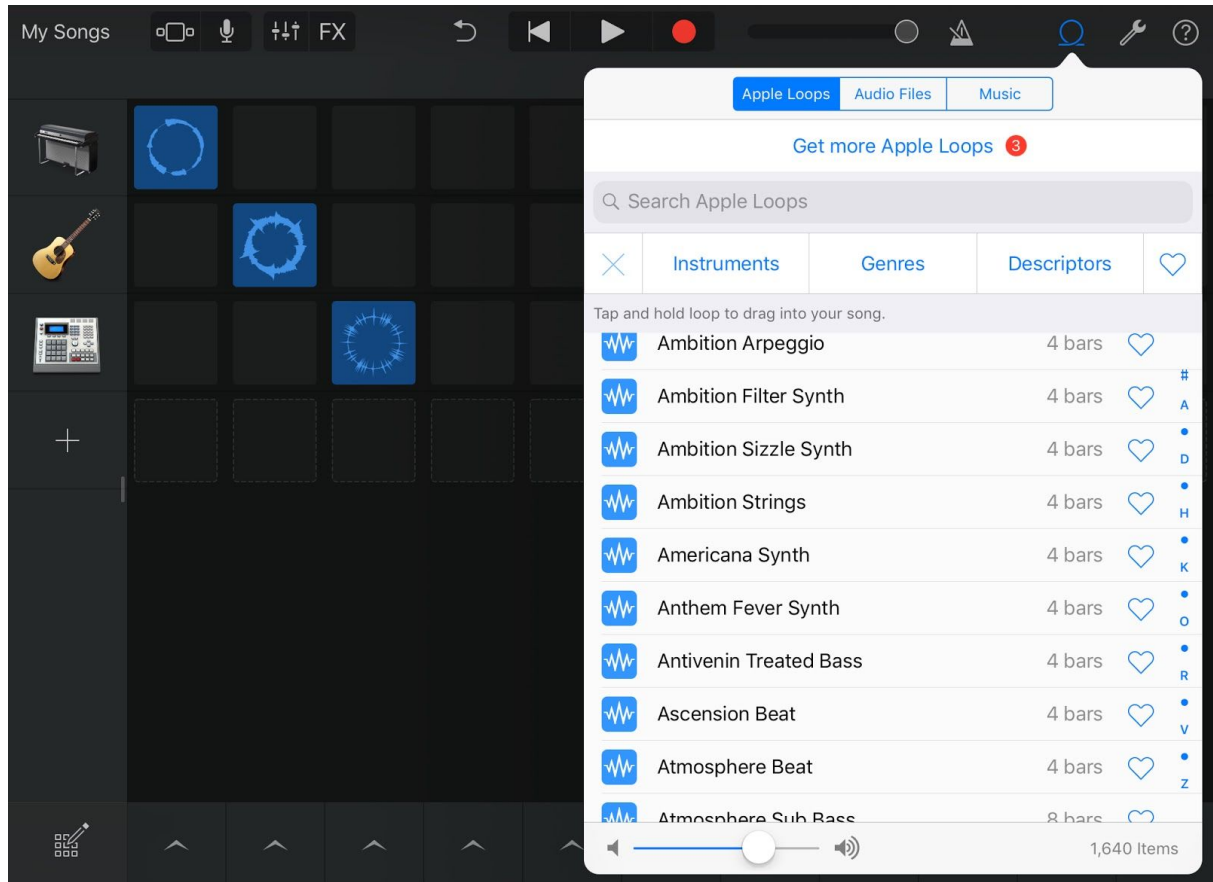 My Songs FX
Apple Loops Audio Files Music
Get more Apple Loops 3
Search Apple Loops
Instruments Genres Descriptors
Tap and hold loop to drag into your song.
Ambition Arpeggio 4 bars
#
Ambition Filter Synth 4 bars
A
Ambition Sizzle Synth 4 bars
D
Ambition Strings 4 bars
H
Americana Synth 4 bars
K
Anthem Fever Synth 4 bars
O
Antivenin Treated Bass 4 bars
R
Ascension Beat 4 bars
V
Atmosphere Beat 4 bars
Z
Atmosphere Sub Bass 8 bars
1,640 Items